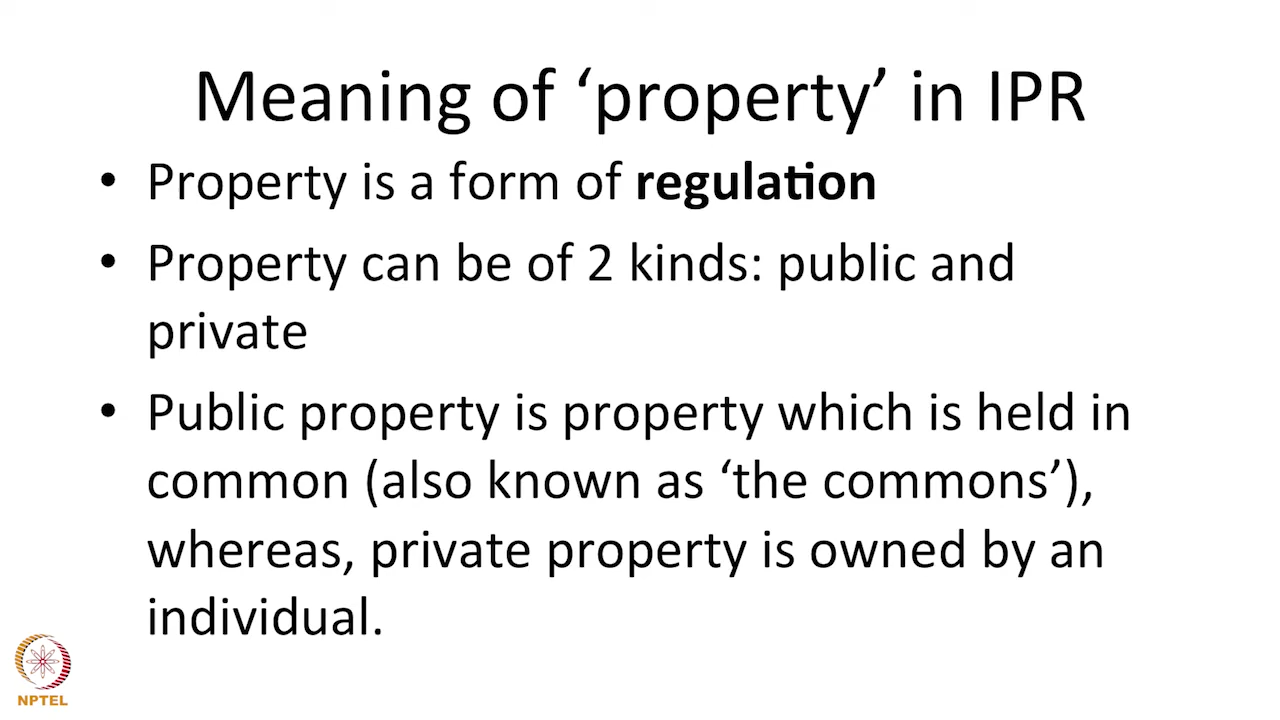 Meaning of ‘property’ in IPR
• Property is a form of regulation
• Property can be of 2 kinds: public and
private
• Public property is property which is held in
common (also known as ‘the commons’),
whereas, private property is owned by an
individual.
NPTEL